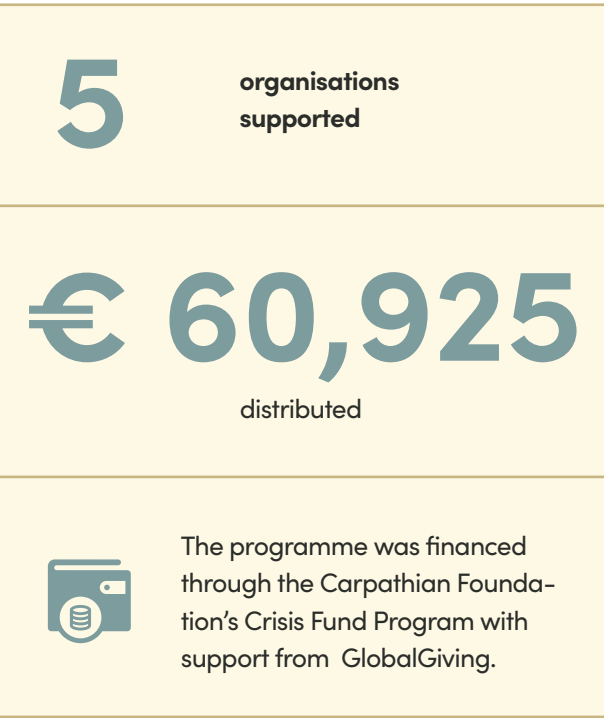 5
organisations
supported
€ 60,925
distributed
The programme was financed
through the Carpathian Founda-
tion’s Crisis Fund Program with
support from  GlobalGiving.